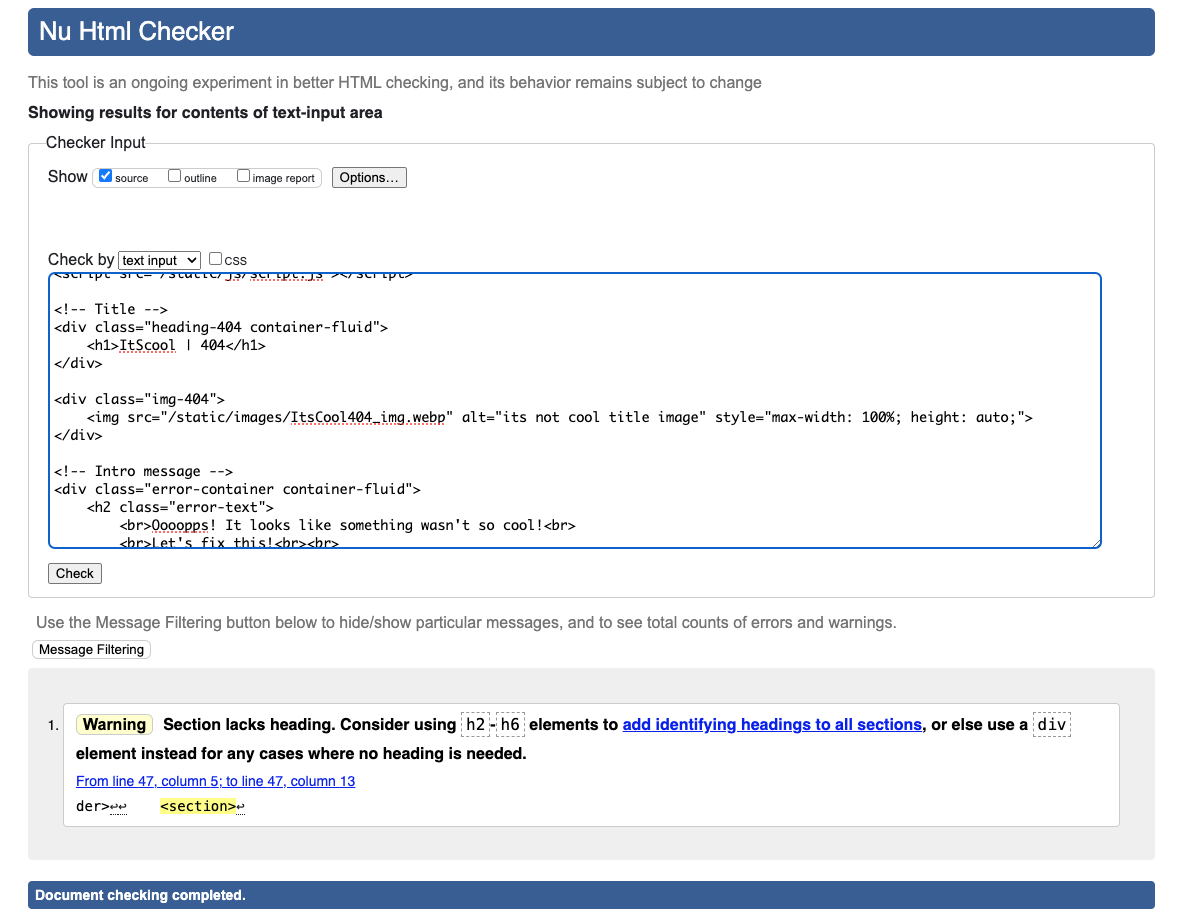 Nu Html Checker
This tool is an ongoing experiment in better HTML checking, and its behavior remains subject to change
Showing results for contents of text-input area
Checker Input
Show source outline image report Options...
Check by text input css
<script src="/static/js/script.js"></script>
<!-- Title -->
<div class="heading-404 container-fluid">
    <h1>ItScool | 404</h1>
</div>
<div class="img-404">
    <img src="/static/images/ItsCool404_img.webp" alt="its not cool title image" style="max-width: 100%; height: auto;">
</div>
<!-- Intro message -->
<div class="error-container container-fluid">
    <h2 class="error-text">
        <br>Oooopps! It looks like something wasn't so cool!<br>
        <br>Let's fix this!<br><br>
Check
Use the Message Filtering button below to hide/show particular messages, and to see total counts of errors and warnings.
Message Filtering
1. Warning Section lacks heading. Consider using h2-h6 elements to add identifying headings to all sections, or else use a div
element instead for any cases where no heading is needed.
From line 47, column 5; to line 47, column 13
der>↩↩    <section>↩
Document checking completed.